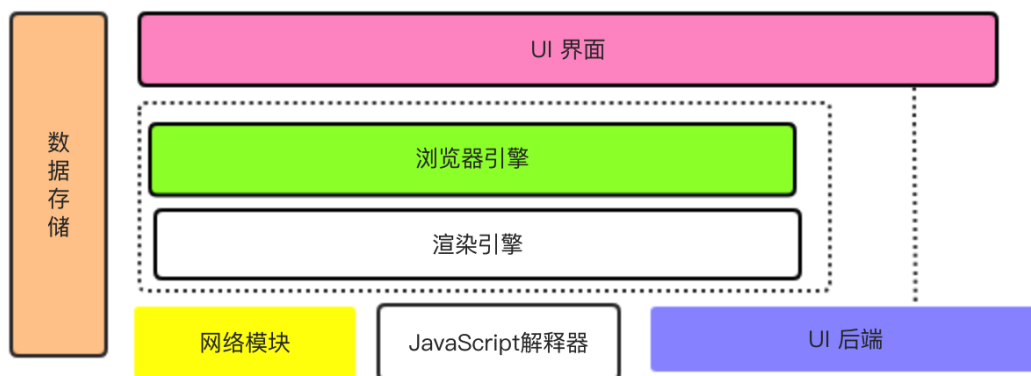 数
据
存
储
UI 界面
浏览器引擎
渲染引擎
网络模块
JavaScript解释器
UI 后端